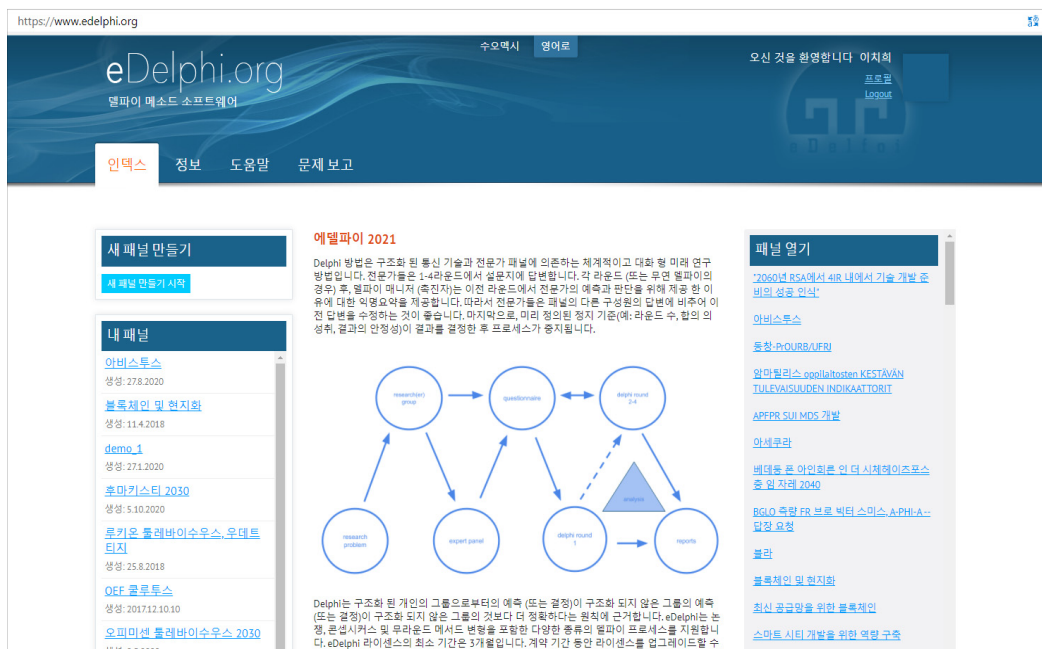 https://www.edelphi.org
수오맥시
영어로
eDelphi.org
델파이 메소드 소프트웨어
오신 것을 환영합니다 이치희
프로필
Logout
eDelfoi
인덱스
정보
도움말
문제 보고
새 패널 만들기
새 패널 만들기 시작
내 패널
아비스투스
생성: 27.8.2020
블록체인 및 현지화
생성: 11.4.2018
demo_1
생성: 27.1.2020
후마키스티 2030
생성: 5.10.2020
루키온 툴레바이수우스, 우데트
티지
생성: 25.8.2018
OEF 쿨루투스
생성: 2017.12.10.10
오피미센 툴레바이수우스 2030
에델파이 2021
Delphi 방법은 구조화 된 통신 기술과 전문가 패널에 의존하는 체계적이고 대화 형 미래 연구
방법입니다. 전문가들은 1-4라운드에서 설문지에 답변합니다. 각 라운드 (또는 무연 델파이의
경우) 후, 델파이 매니저 (촉진자)는 이전 라운드에서 전문가의 예측과 판단을 위해 제공 한 이
유에 대한 익명요약을 제공합니다. 따라서 전문가들은 패널의 다른 구성원의 답변에 비추어 이
전 답변을 수정하는 것이 좋습니다. 마지막으로, 미리 정의된 정지 기준(예: 라운드 수, 합의 의
성취, 결과의 안정성)이 결과를 결정한 후 프로세스가 중지됩니다.
research(er)
group
questionnaire
delphi round
2-4
analysis
research
problem
expert panel
delphi round
1
reports
Delphi는 구조화 된 개인의 그룹으로부터의 예측 (또는 결정)이 구조화 되지 않은 그룹의 예측
(또는 결정)이 구조화 되지 않은 그룹의 것보다 더 정확하다는 원칙에 근거합니다. eDelphi는 논
쟁, 콘셉시커스 및 무라운드 메서드 변형을 포함한 다양한 종류의 델파이 프로세스를 지원합니
다. eDelphi 라이센스의 최소 기간은 3개월입니다. 계약 기간 동안 라이센스를 업그레이드할 수
패널 열기
"2060년 RSA에서 4IR 내에서 기술 개발 준
비의 성공 인식"
아비스투스
동창-PrOURB/UFRJ
암마틸리스 oppilaitosten KESTÄVÄN
TULEVAISUUDEN INDIKAATTORIT
APFPR SUI MDS 개발
아세쿠라
베데동 폰 아인회른 인 더 시체헤이즈포스
중 임 자레 2040
BGLO 측량 FR 브로 빅터 스미스, A-PHI-A --
답장 요청
블라
블록체인 및 현지화
최신 공급망을 위한 블록체인
스마트 시티 개발을 위한 역량 구축